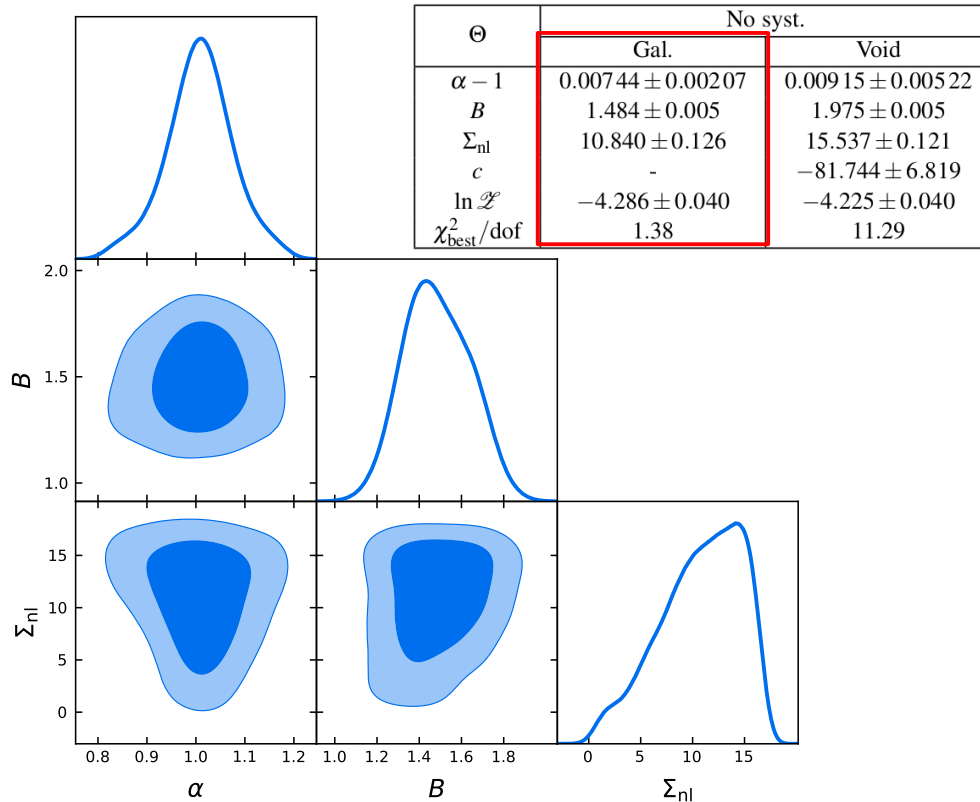 Θ No syst.
Gal. Void
α − 1 0.00744 ± 0.00207 0.00915 ± 0.00522
B 1.484 ± 0.005 1.975 ± 0.005
Σnl 10.840 ± 0.126 15.537 ± 0.121
c - −81.744 ± 6.819
ln 𝒵 −4.286 ± 0.040 −4.225 ± 0.040
χ²best/dof 1.38 11.29
2.0
1.5
1.0
B
15
10
5
0
Σnl
0.8 0.9 1.0 1.1 1.2
1.0 1.2 1.4 1.6 1.8
0 5 10 15
α B Σnl